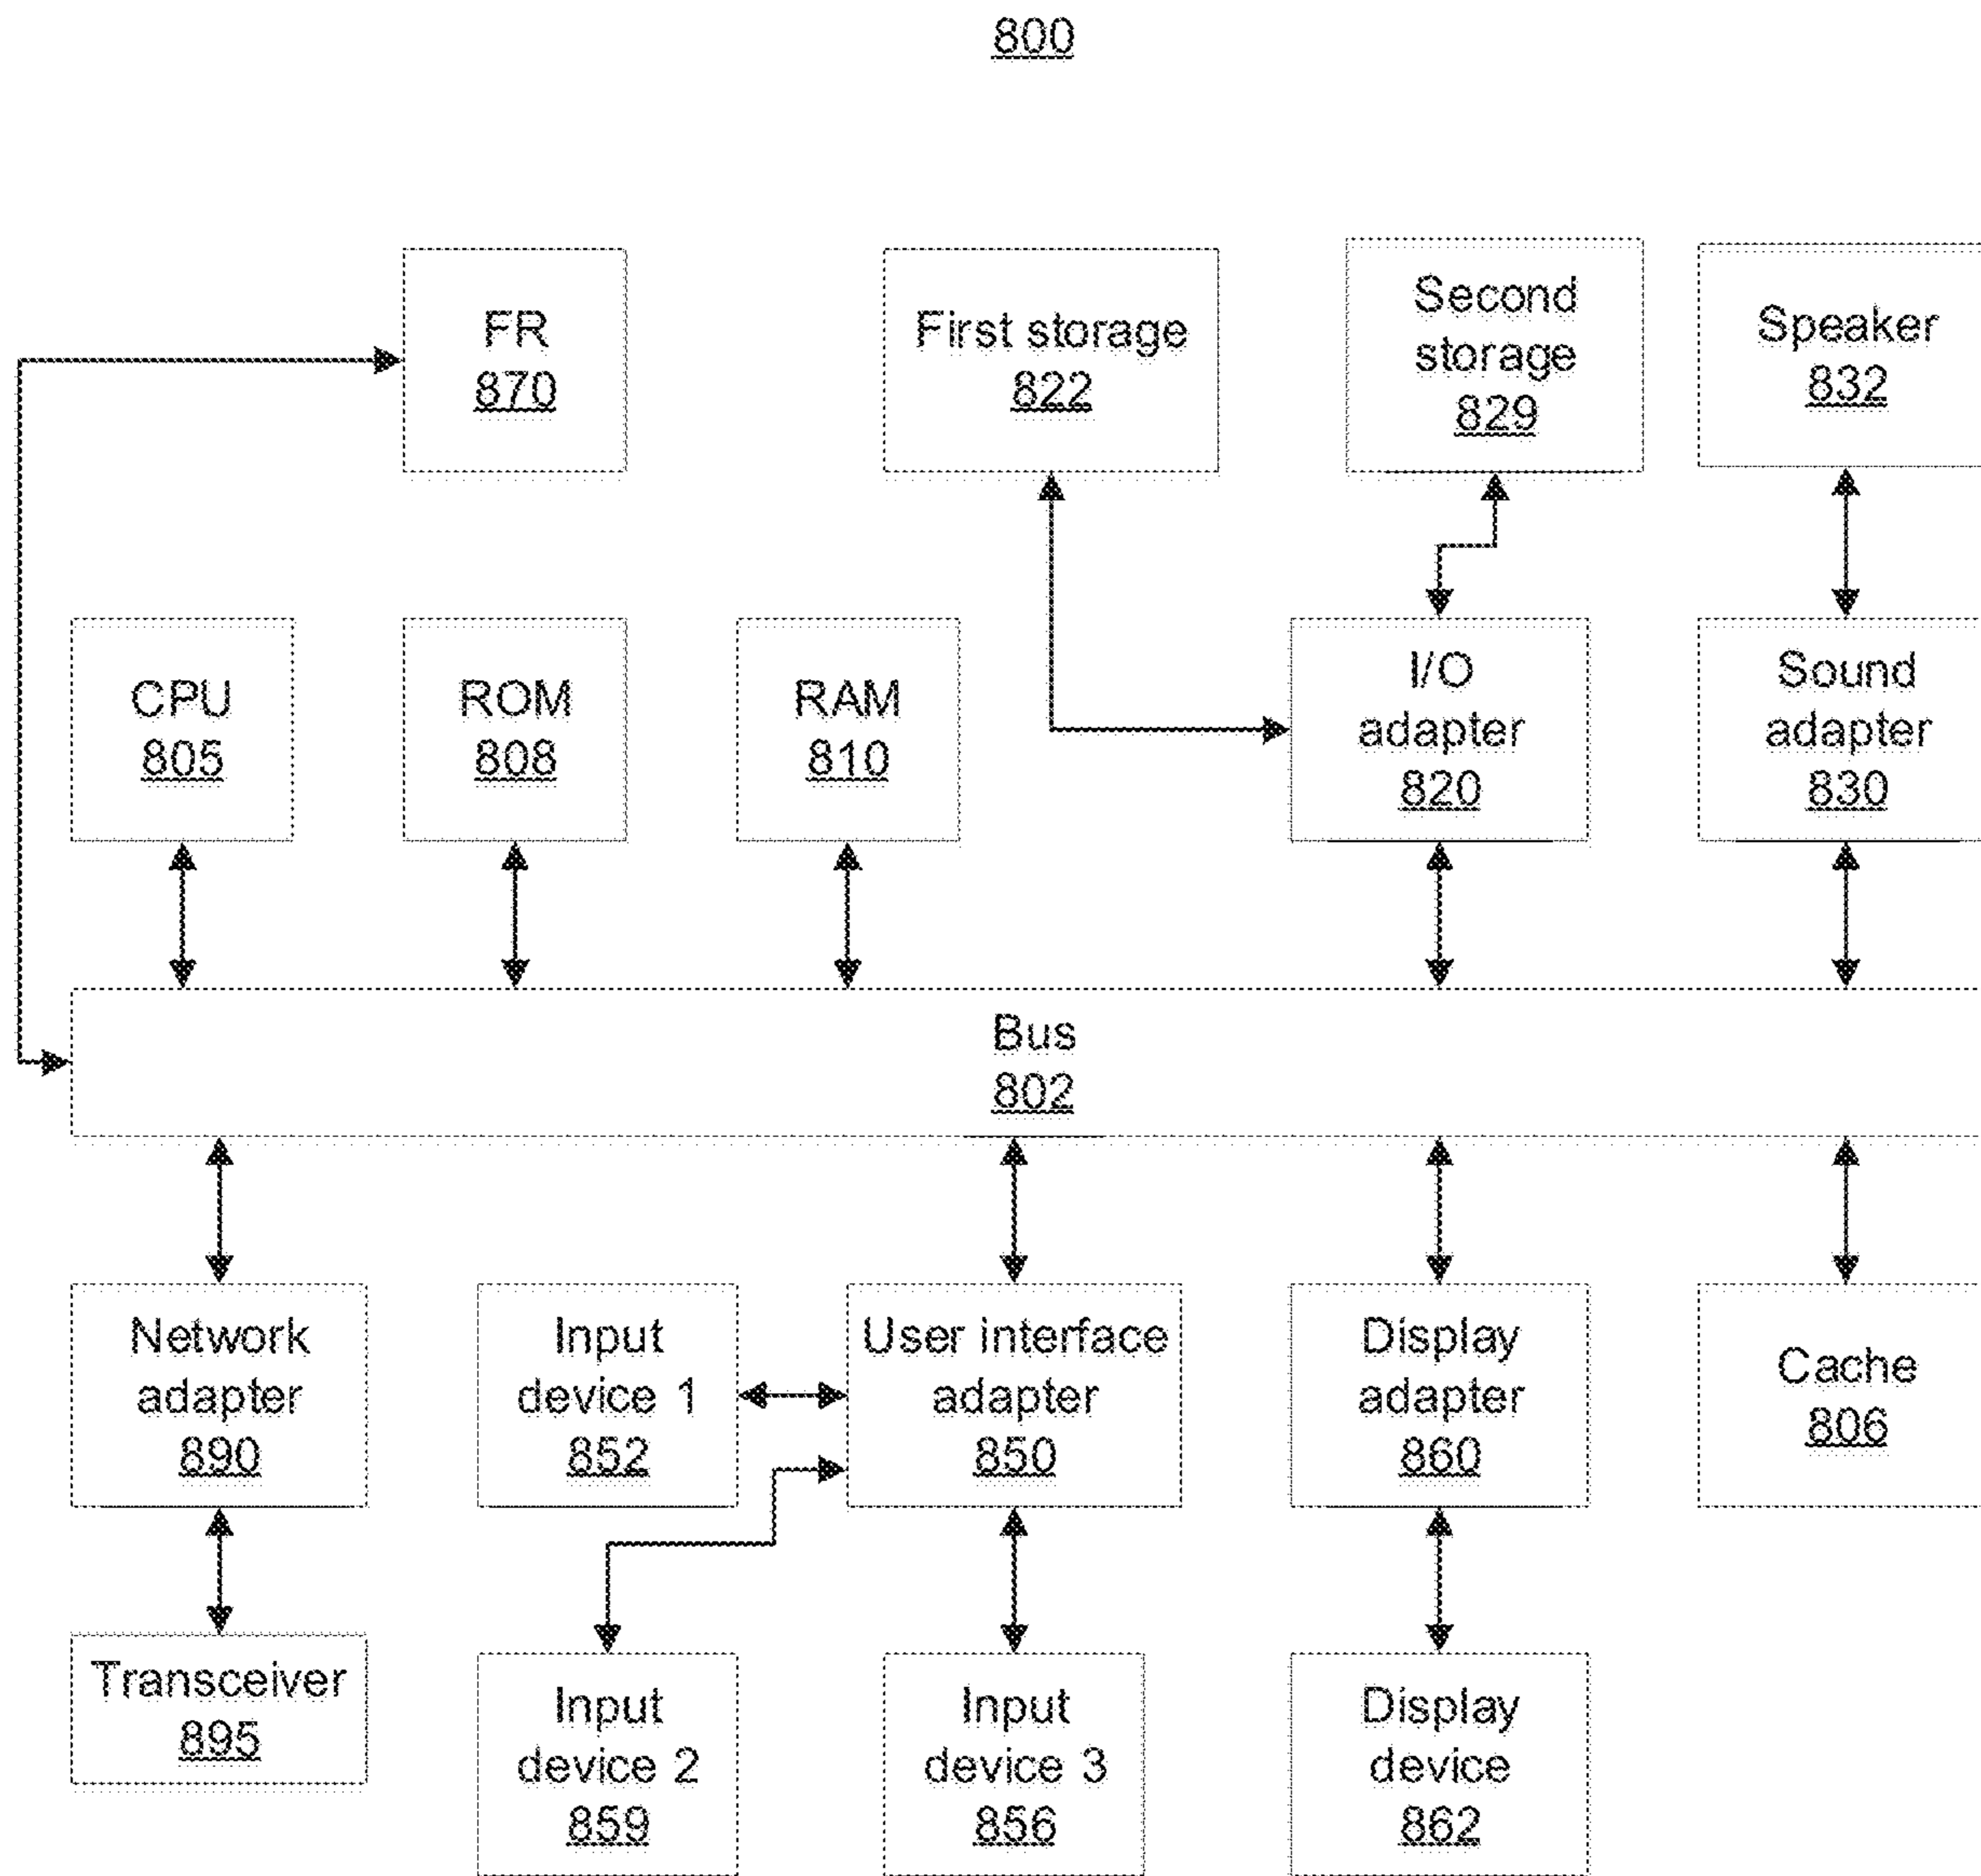 800
FR
870
First storage
822
Second
storage
829
Speaker
832
CPU
805
ROM
808
RAM
810
I/O
adapter
820
Sound
adapter
830
Bus
802
Network
adapter
890
Input
device 1
852
User interface
adapter
850
Display
adapter
860
Cache
806
Transceiver
895
Input
device 2
859
Input
device 3
856
Display
device
862